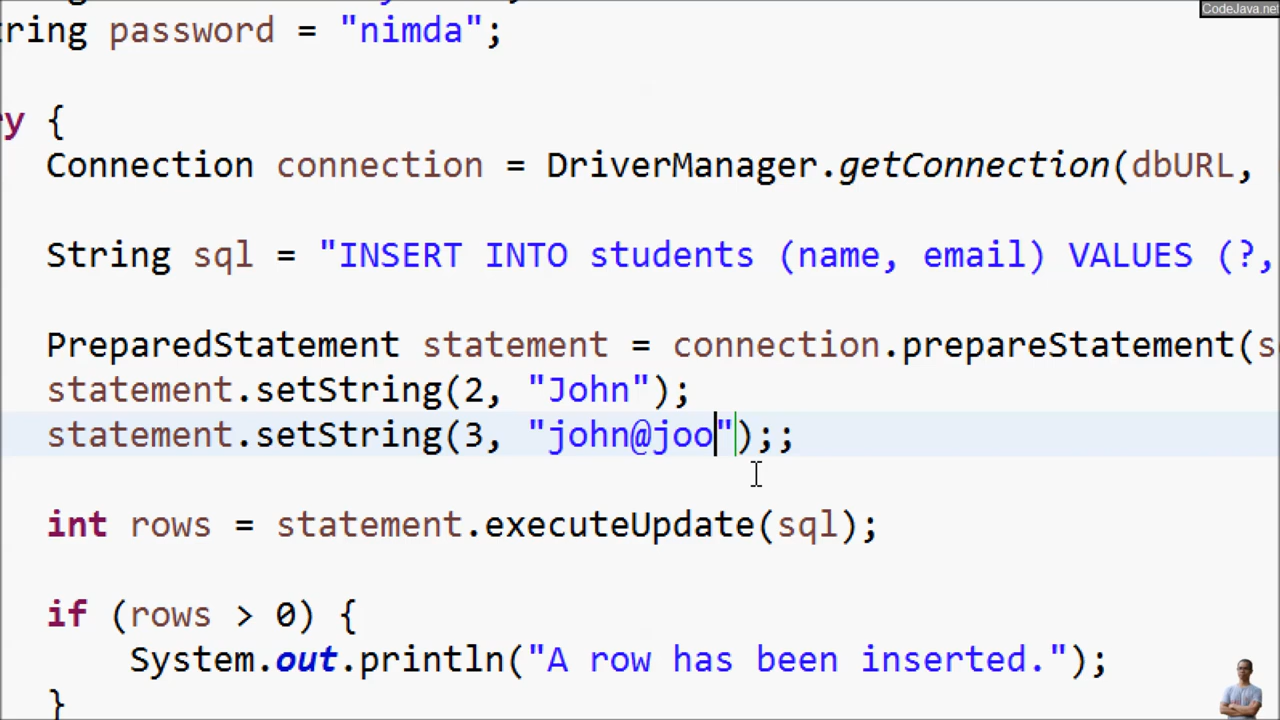 CodeJava.net
tring password = "nimda";
y {
Connection connection = DriverManager.getConnection(dbURL,
String sql = "INSERT INTO students (name, email) VALUES (?,
PreparedStatement statement = connection.prepareStatement(s
statement.setString(2, "John");
statement.setString(3, "john@joo");;
int rows = statement.executeUpdate(sql);
if (rows > 0) {
System.out.println("A row has been inserted.");
}